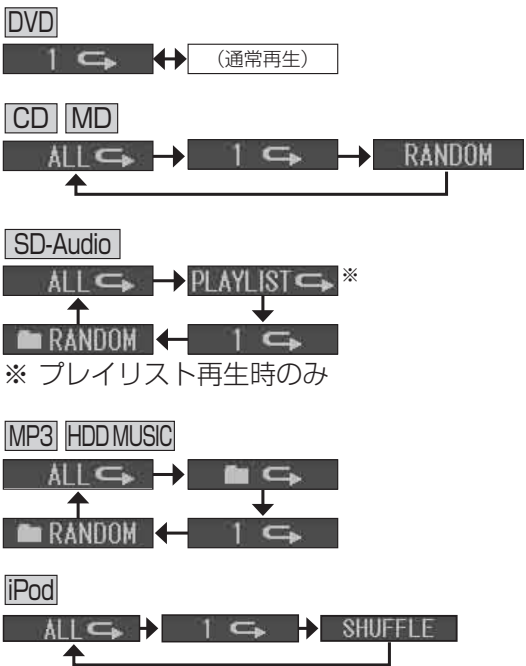 DVD
1 (通常再生)
CD MD
ALL 1 RANDOM
SD-Audio
ALL PLAYLIST ※
RANDOM 1
※ プレイリスト再生時のみ
MP3 HDD MUSIC
ALL
RANDOM 1
iPod
ALL 1 SHUFFLE